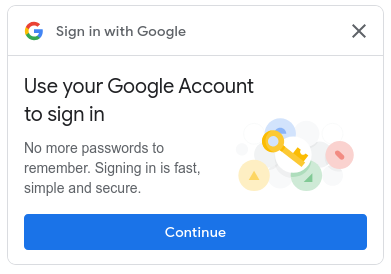 Sign in with Google
Use your Google Account
to sign in
No more passwords to
remember. Signing in is fast,
simple and secure.
Continue